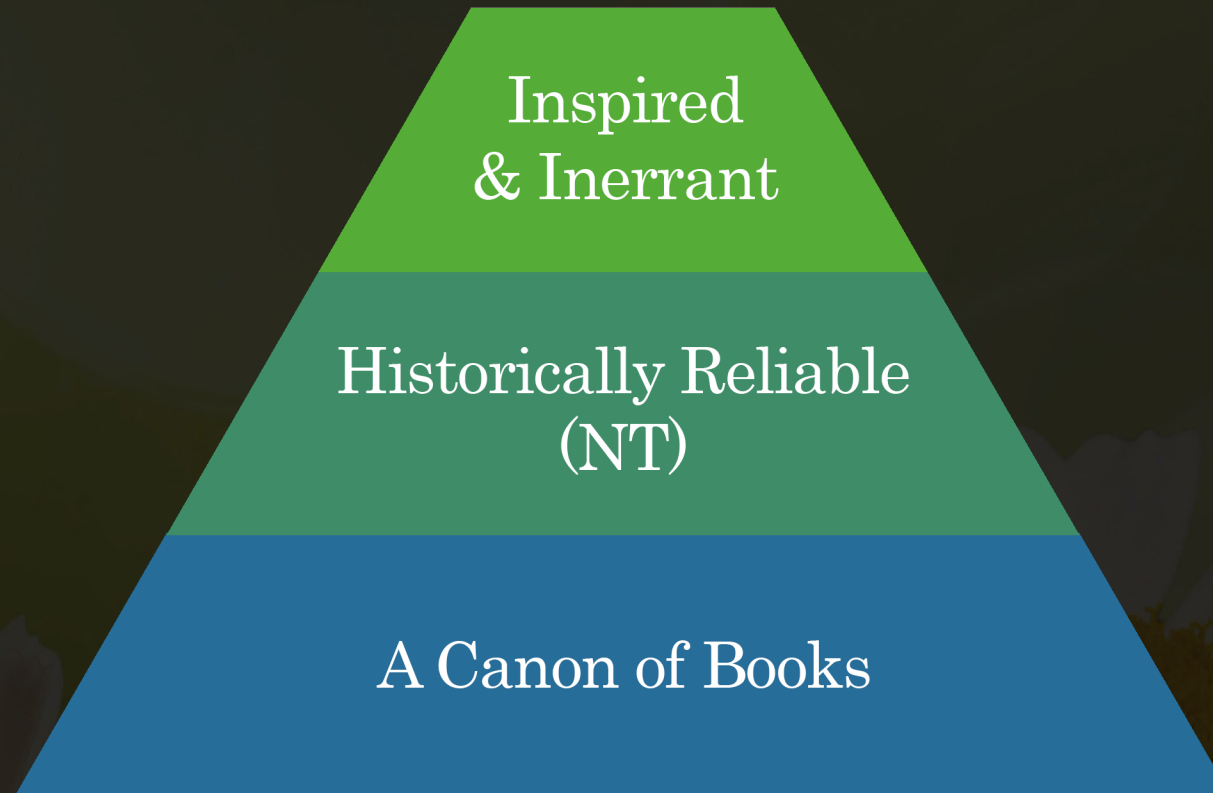 Inspired
& Inerrant
Historically Reliable
(NT)
A Canon of Books